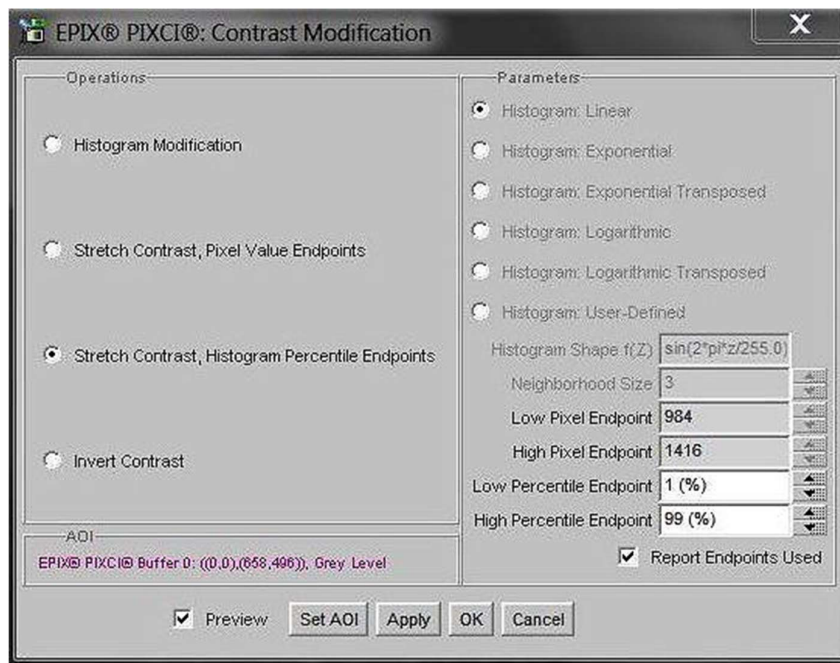 EPIX® PIXCI®: Contrast Modification
X
Operations
Histogram Modification
Stretch Contrast, Pixel Value Endpoints
Stretch Contrast, Histogram Percentile Endpoints
Invert Contrast
AOI
EPIX® PIXCI® Buffer 0: ((0,0),(658,496)), Grey Level
Parameters
Histogram: Linear
Histogram: Exponential
Histogram: Exponential Transposed
Histogram: Logarithmic
Histogram: Logarithmic Transposed
Histogram: User-Defined
Histogram Shape f(Z) sin(2*pi*z/255.0)
Neighborhood Size 3
Low Pixel Endpoint 984
High Pixel Endpoint 1416
Low Percentile Endpoint 1 (%)
High Percentile Endpoint 99 (%)
Report Endpoints Used
Preview Set AOI Apply OK Cancel